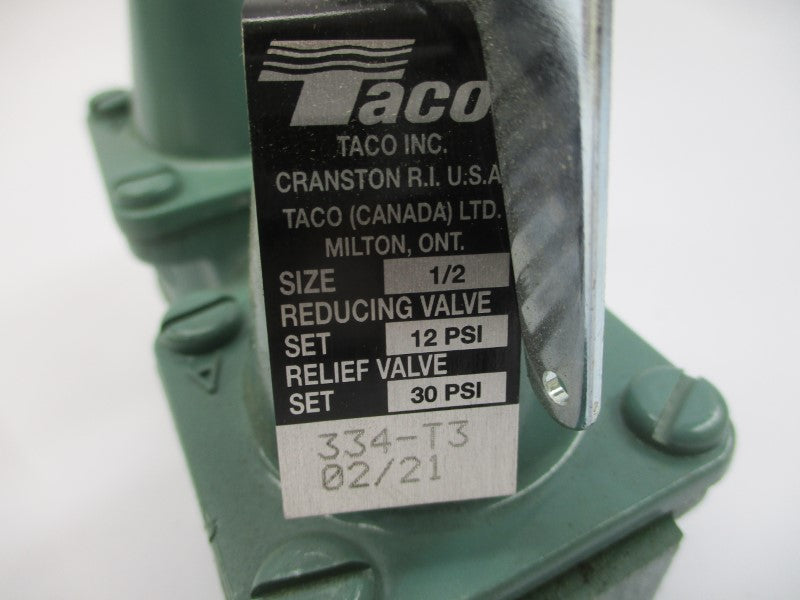 Taco
TACO INC.
CRANSTON R.I. U.S.A
TACO (CANADA) LTD.
MILTON, ONT.
SIZE 1/2
REDUCING VALVE
SET 12 PSI
RELIEF VALVE
SET 30 PSI
334-T3
02/21